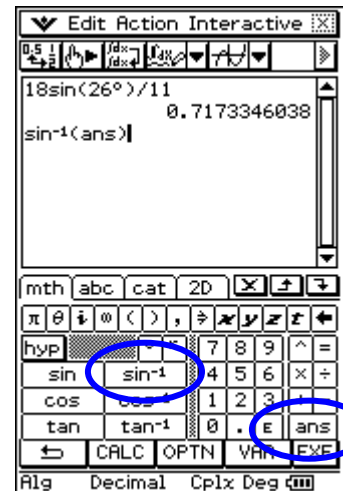 Edit Action Interactive
18sin(26°)/11
0.7173346038
sin⁻¹(ans)
mth abc cat 2D
π θ i ∞ ( ) , ⇒ x y z t ←
hyp 7 8 9 ^ =
sin sin⁻¹ 4 5 6 × ÷
cos cos⁻¹ 1 2 3
tan tan⁻¹ 0 . E ans
CALC OPTN VAR EXE
Alg Decimal Cplx Deg